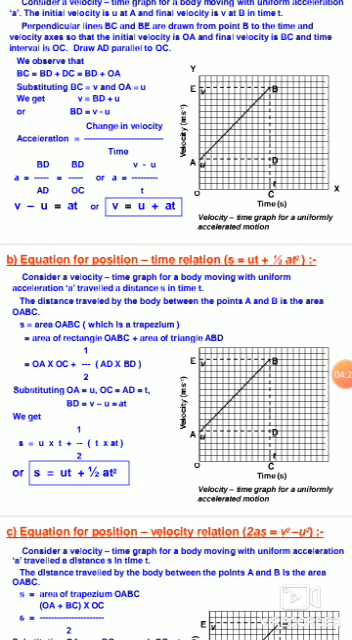 Consider a velocity – time graph for a body moving with uniform acceleration
'a'. The initial velocity is u at A and final velocity is v at B in time t.
Perpendicular lines BC and BE are drawn from point B to the time and
velocity axes so that the initial velocity is OA and final velocity is BC and time
interval is OC. Draw AD parallel to OC.
We observe that
BC = BD + DC = BD + OA
Substituting BC = v and OA = u
We get v = BD + u
or BD = v - u
Change in velocity
Acceleration = --------------------------
Time
BD BD v - u
a = ----- = ----- or a = ---------
AD OC t
v – u = at or v = u + at
Y
E v B
A u D
t
O C X
Velocity (ms⁻¹)
Time (s)
Velocity – time graph for a uniformly
accelerated motion
b) Equation for position – time relation (s = ut + ½ at²) :-
Consider a velocity – time graph for a body moving with uniform
acceleration 'a' travelled a distance s in time t.
The distance traveled by the body between the points A and B is the area
OABC.
s = area OABC ( which is a trapezium )
= area of rectangle OABC + area of triangle ABD
1
= OA X OC + --- ( AD X BD )
2
Substituting OA = u, OC = AD = t,
BD = v – u = at
We get
1
s = u x t + -- ( t x at )
2
or s = ut + ½ at²
E v B
A u D
t
O C
Velocity (ms⁻¹)
Time (s)
Velocity – time graph for a uniformly
accelerated motion
04:2
c) Equation for position – velocity relation (2as = v² – u²) :-
Consider a velocity – time graph for a body moving with uniform acceleration
'a' travelled a distance s in time t.
The distance travelled by the body between the points A and B is the area
OABC.
s = area of trapezium OABC
(OA + BC) X OC
s = --------------------
2
E v